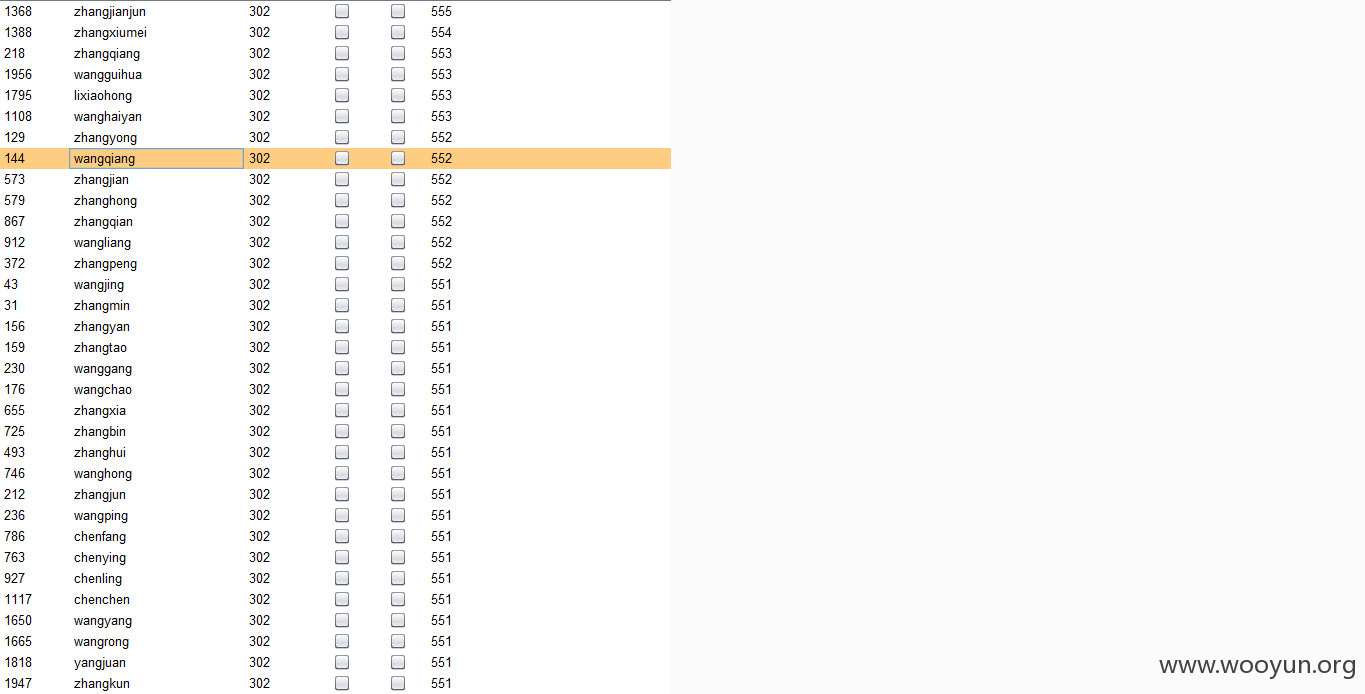 1368 zhangjianjun 302 555
1388 zhangxiumei 302 554
218 zhangqiang 302 553
1956 wangguihua 302 553
1795 lixiaohong 302 553
1108 wanghaiyan 302 553
129 zhangyong 302 552
144 wangqiang 302 552
573 zhangjian 302 552
579 zhanghong 302 552
867 zhangqian 302 552
912 wangliang 302 552
372 zhangpeng 302 552
43 wangjing 302 551
31 zhangmin 302 551
156 zhangyan 302 551
159 zhangtao 302 551
230 wanggang 302 551
176 wangchao 302 551
655 zhangxia 302 551
725 zhangbin 302 551
493 zhanghui 302 551
746 wanghong 302 551
212 zhangjun 302 551
236 wangping 302 551
786 chenfang 302 551
763 chenying 302 551
927 chenling 302 551
1117 chenchen 302 551
1650 wangyang 302 551
1665 wangrong 302 551
1818 yangjuan 302 551
1947 zhangkun 302 551
www.wooyun.org